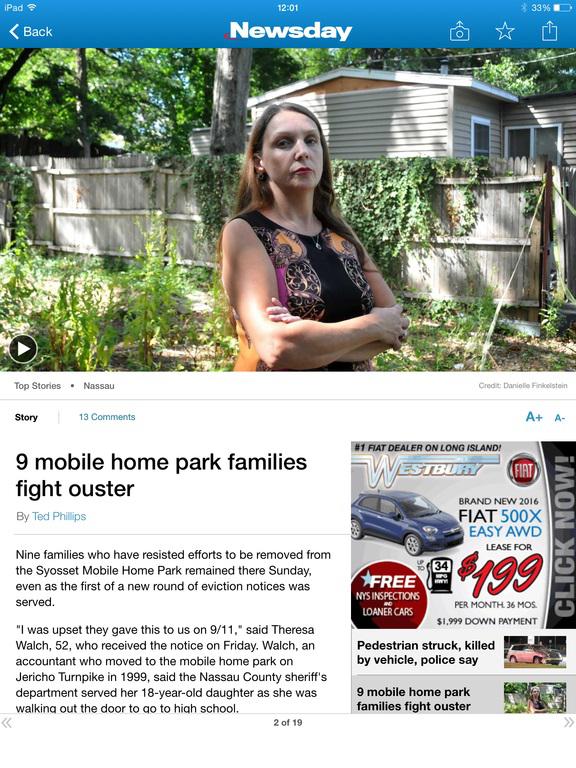 iPad 12:01 33%
Back Newsday
Top Stories • Nassau Credit: Danielle Finkelstein
Story 13 Comments A+ A-
9 mobile home park families
fight ouster
By Ted Phillips
Nine families who have resisted efforts to be removed from
the Syosset Mobile Home Park remained there Sunday,
even as the first of a new round of eviction notices was
served.
"I was upset they gave this to us on 9/11," said Theresa
Walch, 52, who received the notice on Friday. Walch, an
accountant who moved to the mobile home park on
Jericho Turnpike in 1999, said the Nassau County sheriff's
department served her 18-year-old daughter as she was
walking out the door to go to high school.
#1 FIAT DEALER ON LONG ISLAND!
WESTBURY
FIAT
BRAND NEW 2016
FIAT 500X
EASY AWD
LEASE FOR
$199
PER MONTH. 36 MOS.
$1,999 DOWN PAYMENT
UP TO 34 MPG HWY!
FREE
NYS INSPECTIONS
AND
LOANER CARS
CLICK NOW!
Pedestrian struck, killed
by vehicle, police say
9 mobile home park
families fight ouster
2 of 19